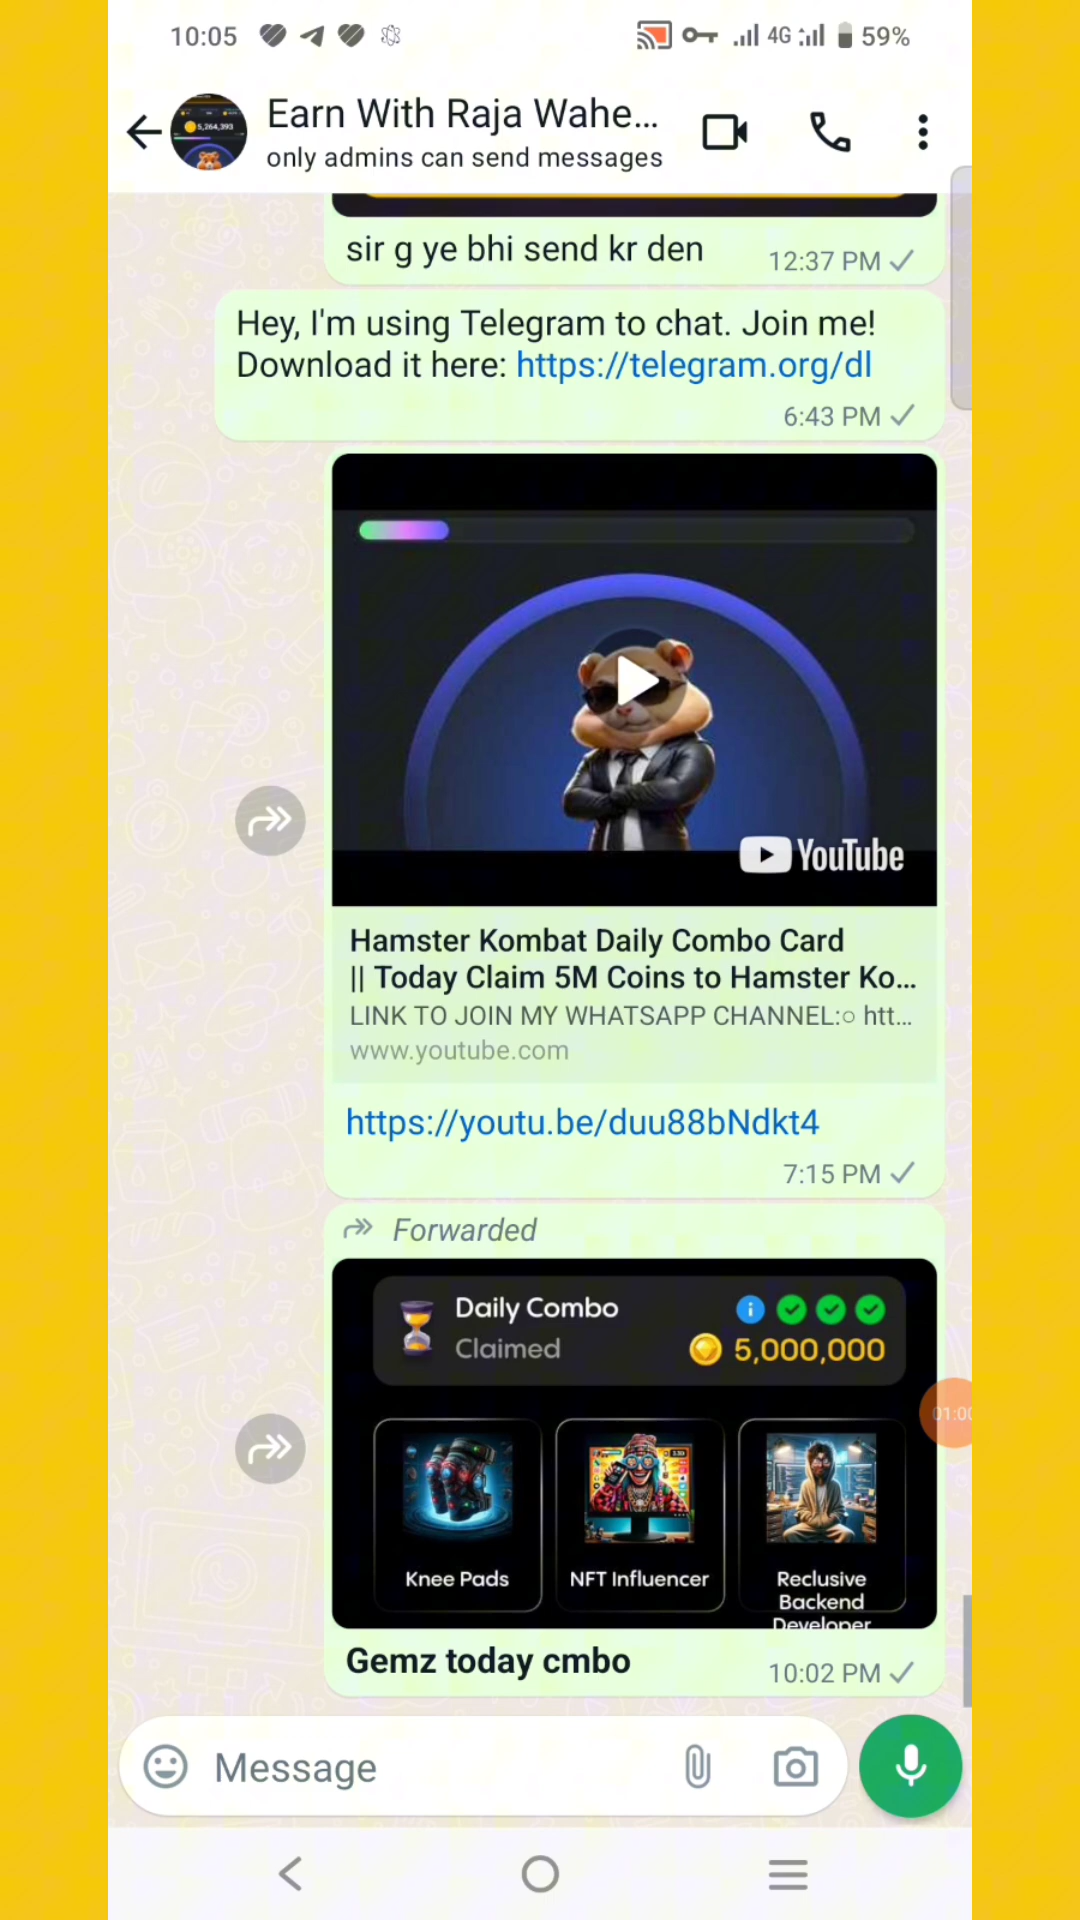 10:05
4G
59%
Earn With Raja Wahe...
only admins can send messages
sir g ye bhi send kr den
12:37 PM
Hey, I'm using Telegram to chat. Join me!
Download it here: https://telegram.org/dl
6:43 PM
YouTube
Hamster Kombat Daily Combo Card
|| Today Claim 5M Coins to Hamster Ko...
LINK TO JOIN MY WHATSAPP CHANNEL:○ htt...
www.youtube.com
https://youtu.be/duu88bNdkt4
7:15 PM
Forwarded
Daily Combo
Claimed
5,000,000
Knee Pads
NFT Influencer
Reclusive
Backend
Developer
01:00
Gemz today cmbo
10:02 PM
Message